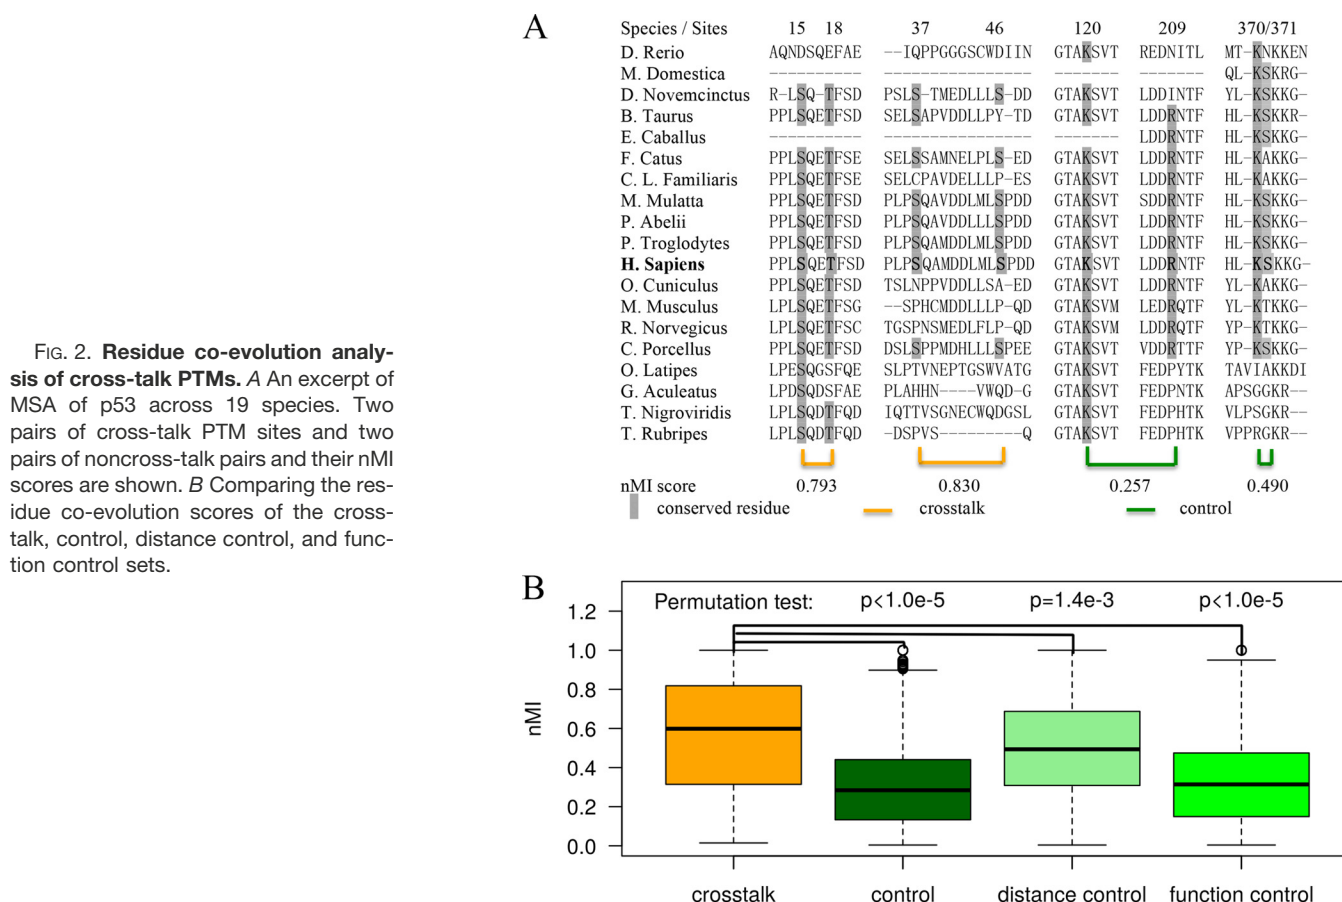 FIG. 2. Residue co-evolution analy-
sis of cross-talk PTMs. A An excerpt of
MSA of p53 across 19 species. Two
pairs of cross-talk PTM sites and two
pairs of noncross-talk pairs and their nMI
scores are shown. B Comparing the res-
idue co-evolution scores of the cross-
talk, control, distance control, and func-
tion control sets.
A
Species / Sites 15 18 37 46 120 209 370/371
D. Rerio AQNDSQEFAE --IQPPGGGSCWDIIN GTAKSVT REDNITL MT-KNKKEN
M. Domestica ---------- ---------------- ------- ------- QL-KSKRG-
D. Novemcinctus R-LSQ-TFSD PSLS-TMEDLLLS-DD GTAKSVT LDDINTF YL-KSKKG-
B. Taurus PPLSQETFSD SELSAPVDDLLPY-TD GTAKSVT LDDRNTF HL-KSKKR-
E. Caballus ---------- ---------------- ------- LDDRNTF HL-KSKKG-
F. Catus PPLSQETFSE SELSSAMNELPLS-ED GTAKSVT LDDRNTF HL-KAKKG-
C. L. Familiaris PPLSQETFSE SELCPAVDELLLP-ES GTAKSVT LDDRNTF HL-KAKKG-
M. Mulatta PPLSQETFSD PLPSQAVDDLMLSPDD GTAKSVT SDDRNTF HL-KSKKG-
P. Abelii PPLSQETFSD PLPSQAVDDLLLSPDD GTAKSVT LDDRNTF HL-KSKKG-
P. Troglodytes PPLSQETFSD PLPSQAMDDLMLSPDD GTAKSVT LDDRNTF HL-KSKKG-
H. Sapiens PPLSQETFSD PLPSQAMDDLMLSPDD GTAKSVT LDDRNTF HL-KSKKG-
O. Cuniculus PPLSQETFSD TSLNPPVDDLLSA-ED GTAKSVT LDDRNTF YL-KAKKG-
M. Musculus LPLSQETFSG --SPHCMDDLLLP-QD GTAKSVM LEDRQTF YL-KTKKG-
R. Norvegicus LPLSQETFSC TGSPNSMEDLFLP-QD GTAKSVM LDDRQTF YP-KTKKG-
C. Porcellus LPLSQETFSD DSLSPPMDHLLLSPEE GTAKSVT VDDRTTF YP-KSKKG-
O. Latipes LPESQGSFQE SLPTVNEPTGSWVATG GTAKSVT FEDPYTK TAVIAKKDI
G. Aculeatus LPDSQDSFAE PLAHHN----VWQD-G GTAKSVT FEDPNTK APSGGKR--
T. Nigroviridis LPLSQDTFQD IQTTVSGNECWQDGSL GTAKSVT FEDPHTK VLPSGKR--
T. Rubripes LPLSQDTFQD -DSPVS---------Q GTAKSVT FEDPHTK VPPRGKR--
nMI score 0.793 0.830 0.257 0.490
conserved residue crosstalk control
B
Permutation test: p<1.0e-5 p=1.4e-3 p<1.0e-5
nMI
1.2
1.0
0.8
0.6
0.4
0.2
0.0
crosstalk control distance control function control